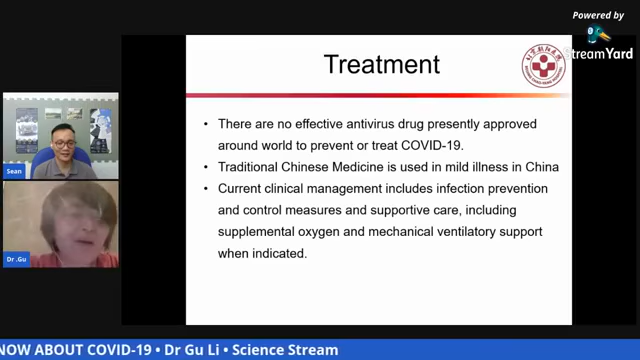 Powered by
StreamYard
Treatment
• There are no effective antivirus drug presently approved
around world to prevent or treat COVID-19.
• Traditional Chinese Medicine is used in mild illness in China
• Current clinical management includes infection prevention
and control measures and supportive care, including
supplemental oxygen and mechanical ventilatory support
when indicated.
Sean
Dr .Gu
NOW ABOUT COVID-19 • Dr Gu Li • Science Stream